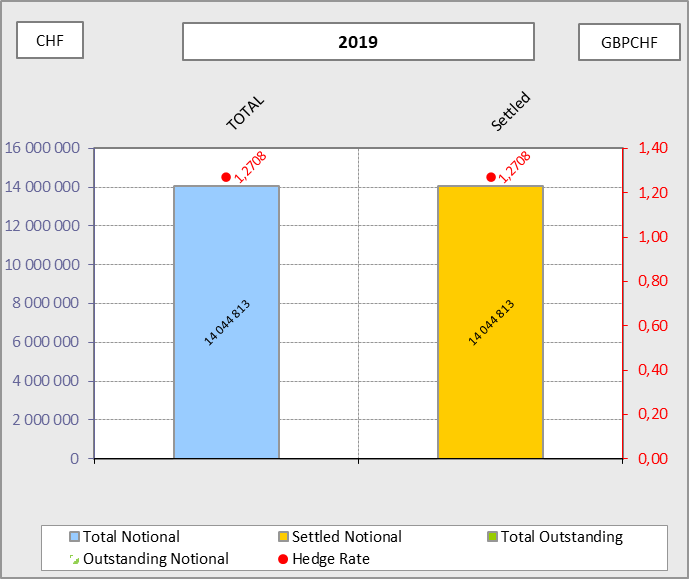 CHF
2019
GBPCHF
TOTAL
Settled
16 000 000
14 000 000
12 000 000
10 000 000
8 000 000
6 000 000
4 000 000
2 000 000
0
1,2708
1,2708
14 044 813
14 044 813
1,40
1,20
1,00
0,80
0,60
0,40
0,20
0,00
Total Notional
Settled Notional
Total Outstanding
Outstanding Notional
Hedge Rate